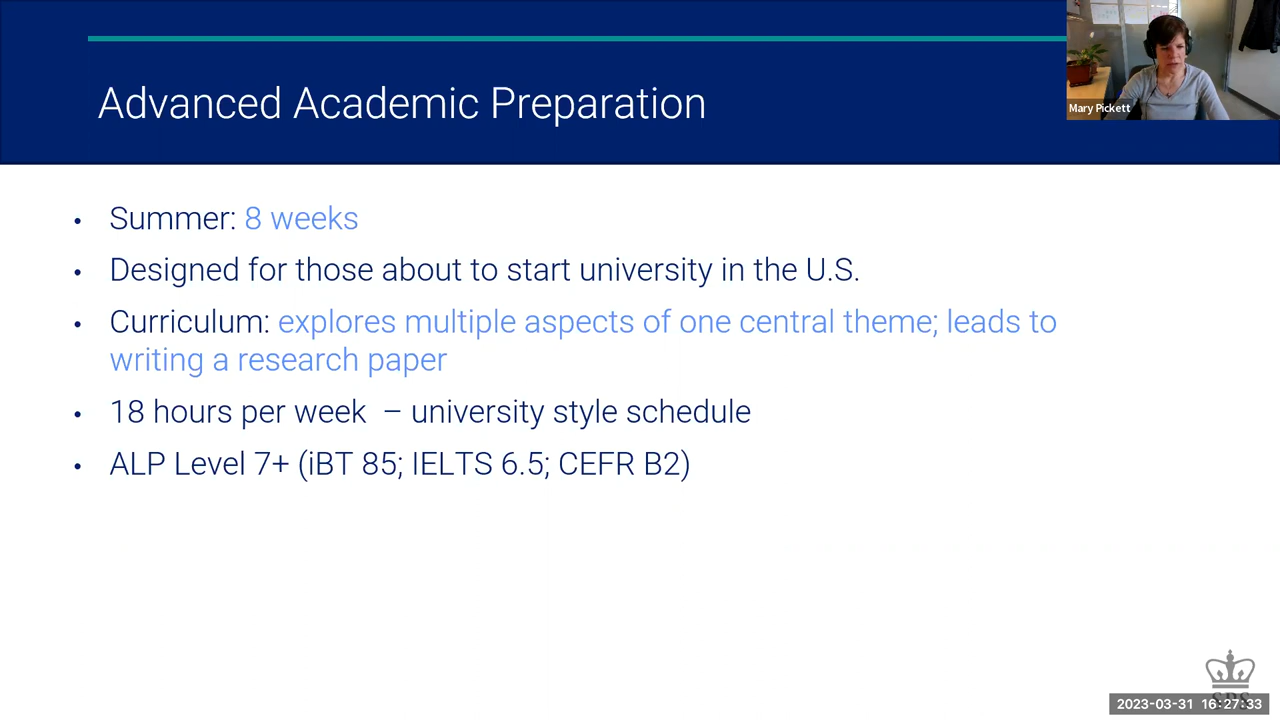 Advanced Academic Preparation
Mary Pickett
• Summer: 8 weeks
• Designed for those about to start university in the U.S.
• Curriculum: explores multiple aspects of one central theme; leads to
writing a research paper
• 18 hours per week – university style schedule
• ALP Level 7+ (iBT 85; IELTS 6.5; CEFR B2)
SPS
2023-03-31 16:27:33